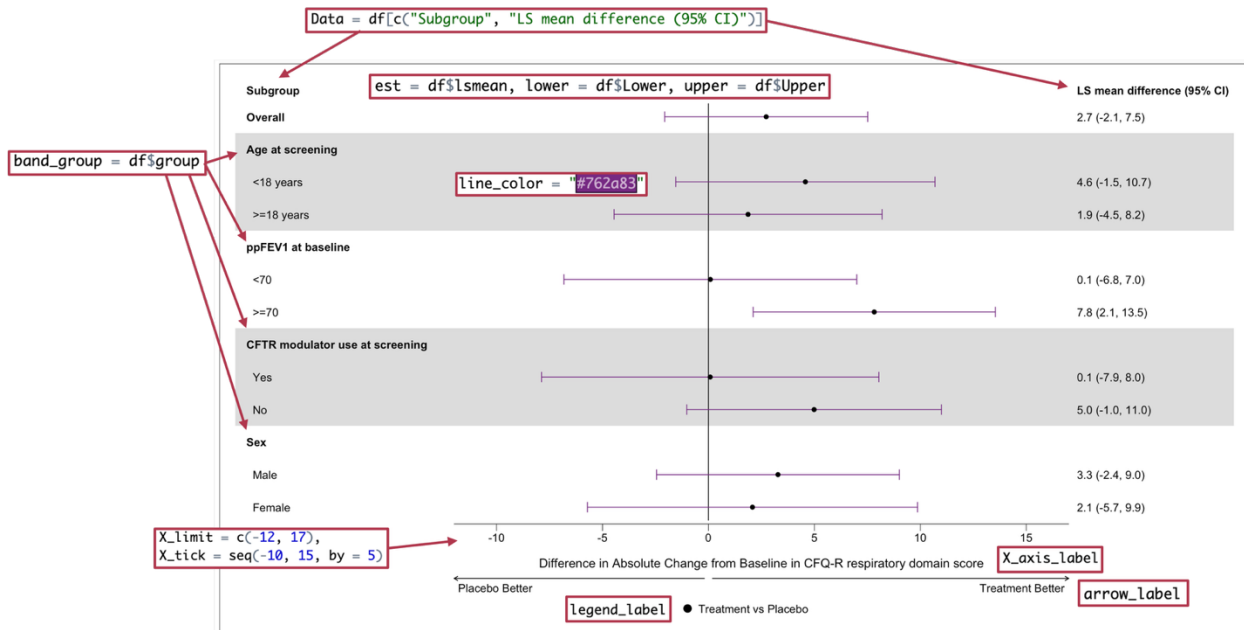 Data = df[c("Subgroup", "LS mean difference (95% CI)")]
est = df$lsmean, lower = df$Lower, upper = df$Upper
Subgroup
LS mean difference (95% CI)
Overall
2.7 (-2.1, 7.5)
band_group = df$group
Age at screening
<18 years
line_color = "#762a83"
4.6 (-1.5, 10.7)
>=18 years
1.9 (-4.5, 8.2)
ppFEV1 at baseline
<70
0.1 (-6.8, 7.0)
>=70
7.8 (2.1, 13.5)
CFTR modulator use at screening
Yes
0.1 (-7.9, 8.0)
No
5.0 (-1.0, 11.0)
Sex
Male
3.3 (-2.4, 9.0)
Female
2.1 (-5.7, 9.9)
X_limit = c(-12, 17),
X_tick = seq(-10, 15, by = 5)
-10 -5 0 5 10 15
Difference in Absolute Change from Baseline in CFQ-R respiratory domain score
X_axis_label
Placebo Better
Treatment Better
arrow_label
legend_label
Treatment vs Placebo